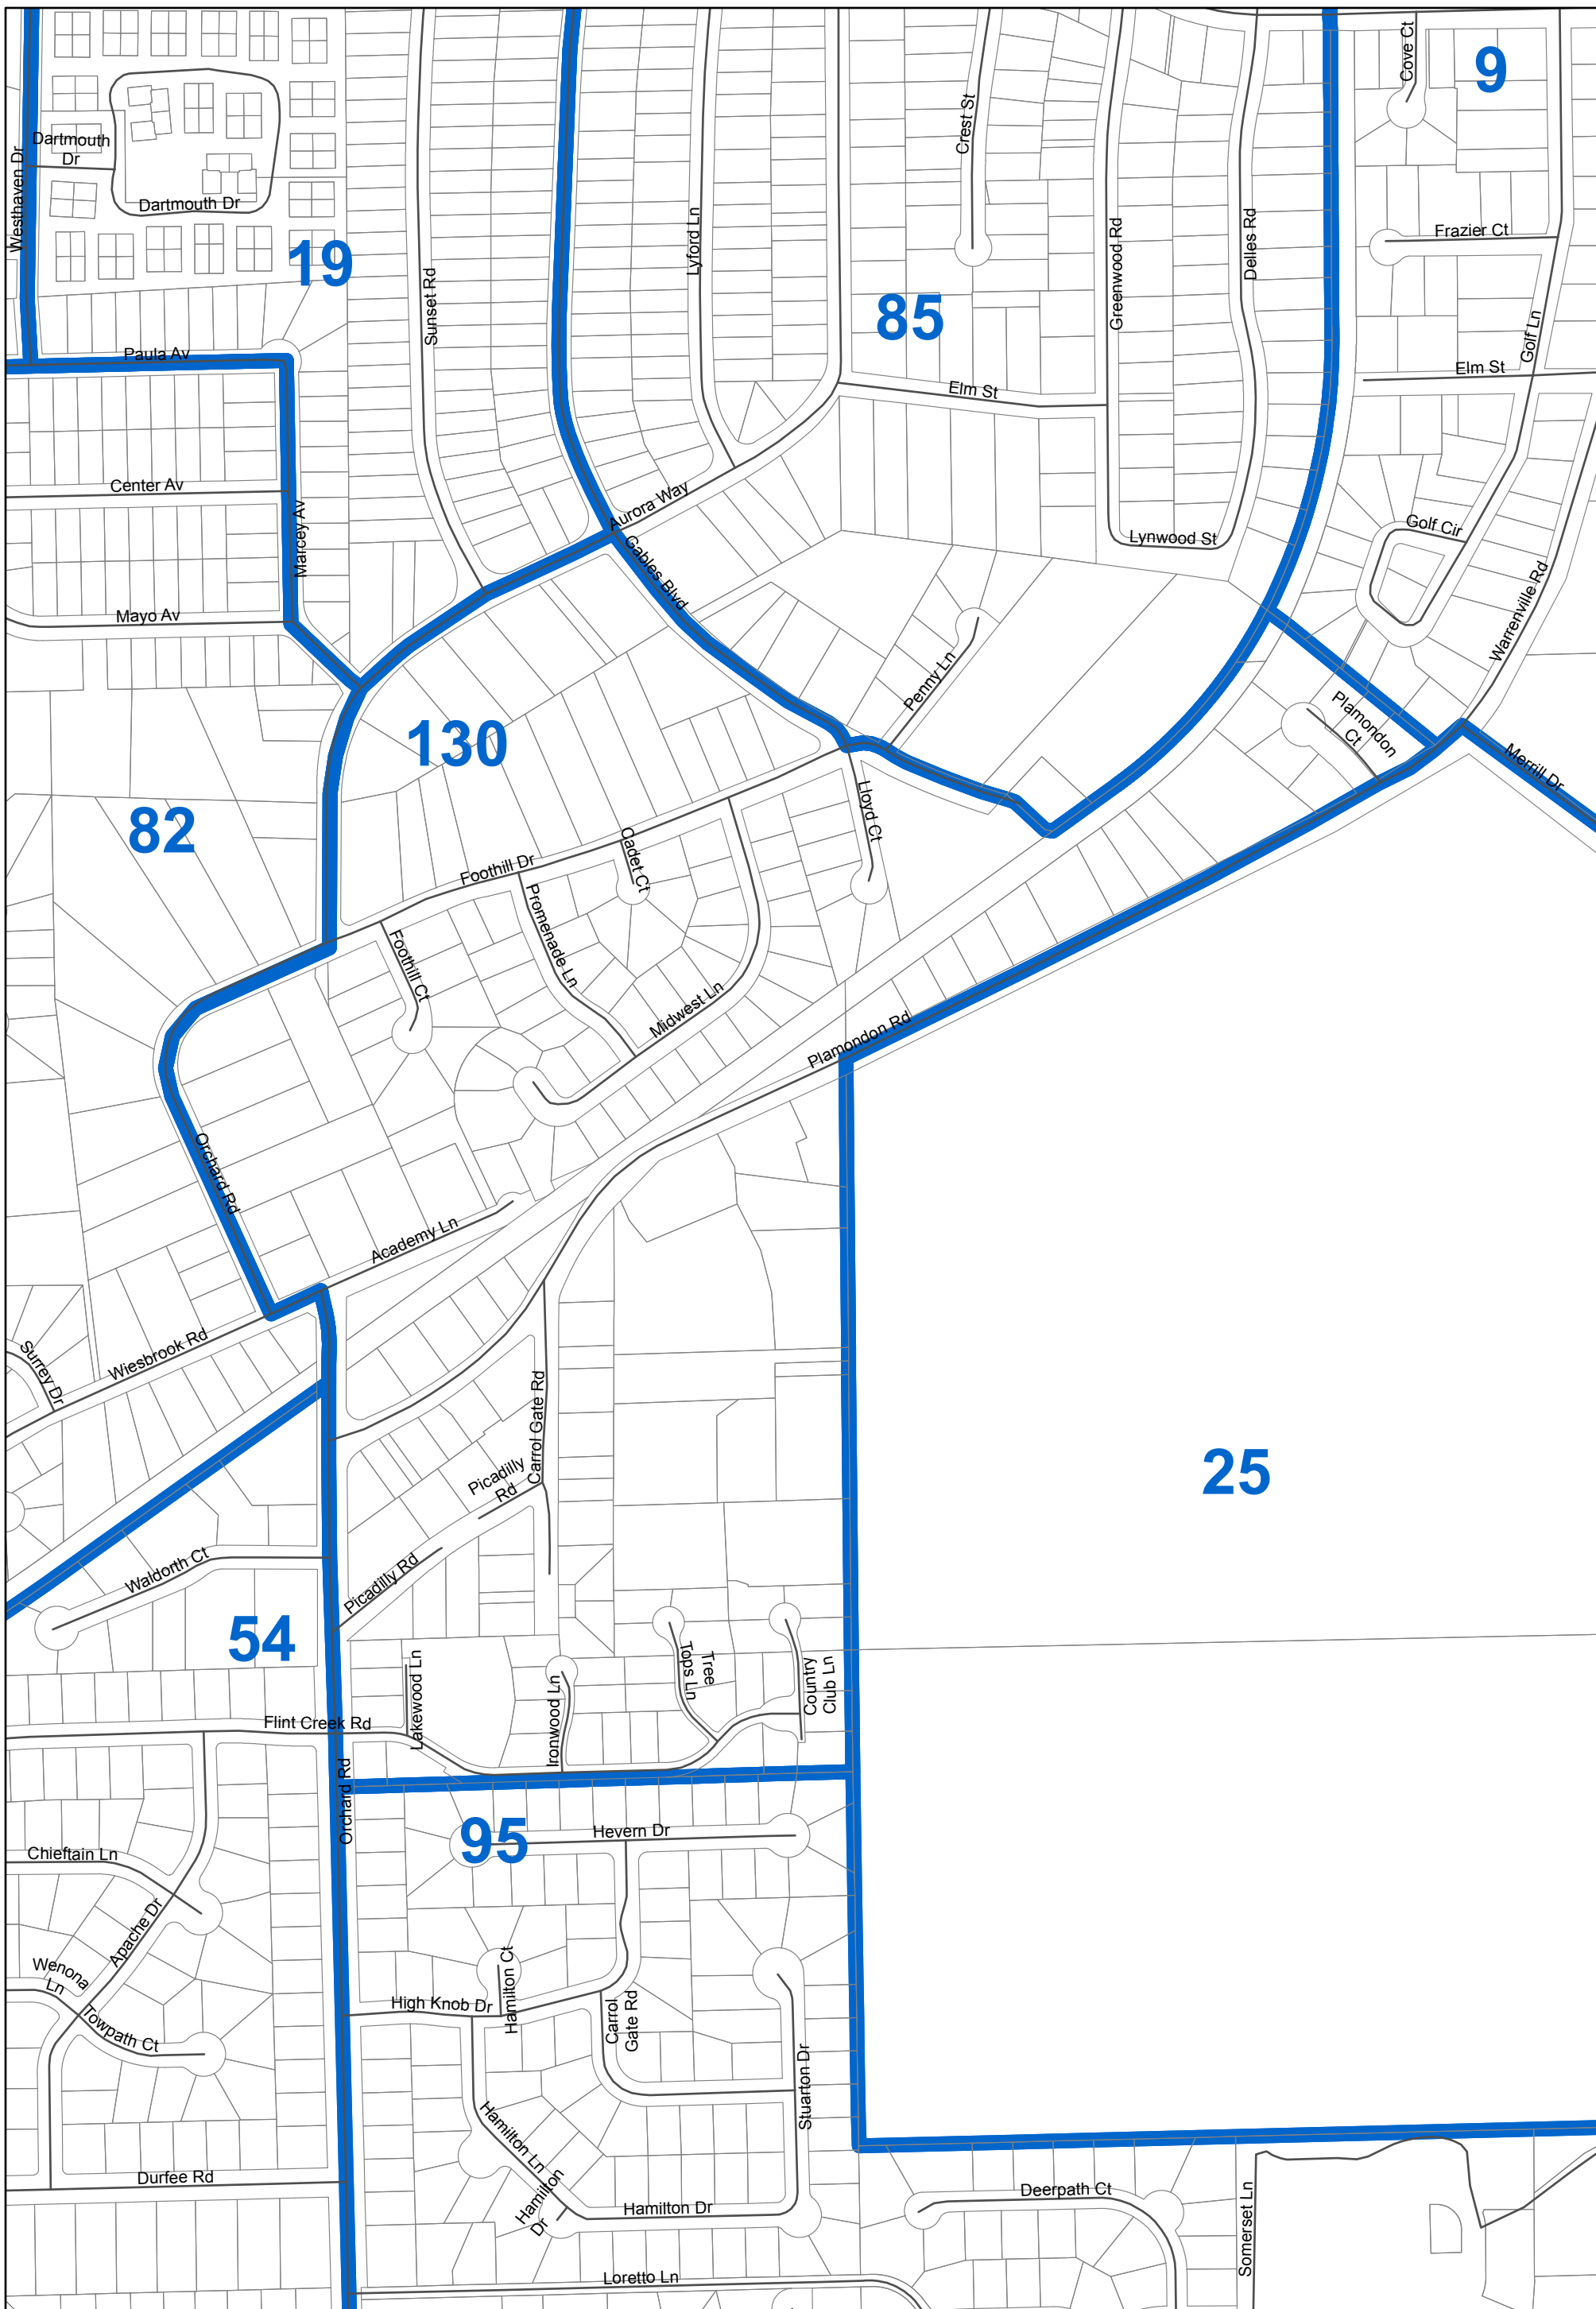 Cove Ct
9
Crest St
Dartmouth
Dr
Westhaven Dr
Dartmouth Dr
19
Sunset Rd
Lyford Ln
85
Greenwood Rd
Delles Rd
Frazier Ct
Golf Ln
Paula Av
Elm St
Elm St
Center Av
Marcey Av
Aurora Way
Gables Blvd
Lynwood St
Golf Cir
Warrenville Rd
Mayo Av
Penny Ln
Plamondon
Ct
Merrill Dr
130
82
Lloyd Ct
Cadet Ct
Foothill Dr
Promenade Ln
Foothill Ct
Midwest Ln
Plamondon Rd
Orchard Rd
Academy Ln
Surrey Dr
Wiesbrook Rd
Carrol Gate Rd
25
Picadilly
Rd
Waldorth Ct
Picadilly Rd
54
Lakewood Ln
Ironwood Ln
Tree
Tops Ln
Country
Club Ln
Flint Creek Rd
Orchard Rd
95
Hevern Dr
Chieftain Ln
Apache Dr
Wenona
Ln
Towpath Ct
High Knob Dr
Hamilton Ct
Carrol
Gate Rd
Stuarton Dr
Hamilton Ln
Hamilton
Dr
Hamilton Dr
Durfee Rd
Deerpath Ct
Somerset Ln
Loretto Ln